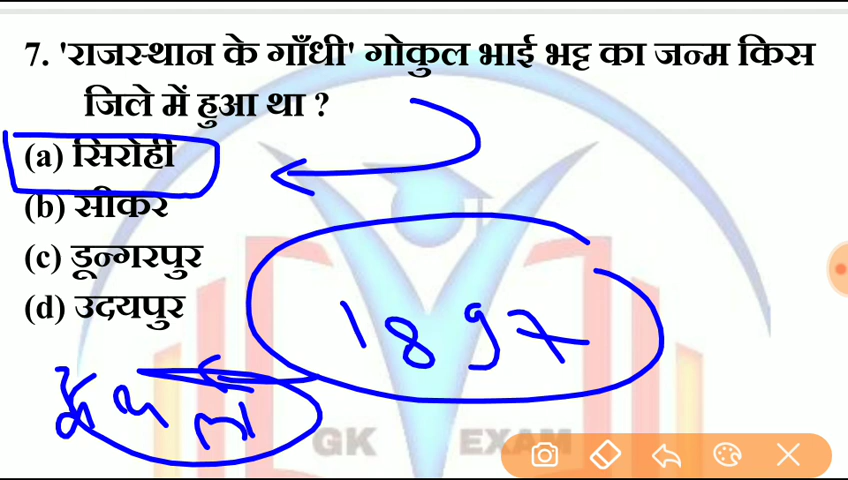 7. 'राजस्थान के गाँधी' गोकुल भाई भट्ट का जन्म किस
जिले में हुआ था ?
(a) सिरोही
(b) सीकर
(c) डून्गरपुर
(d) उदयपुर
1897
GK EXAM